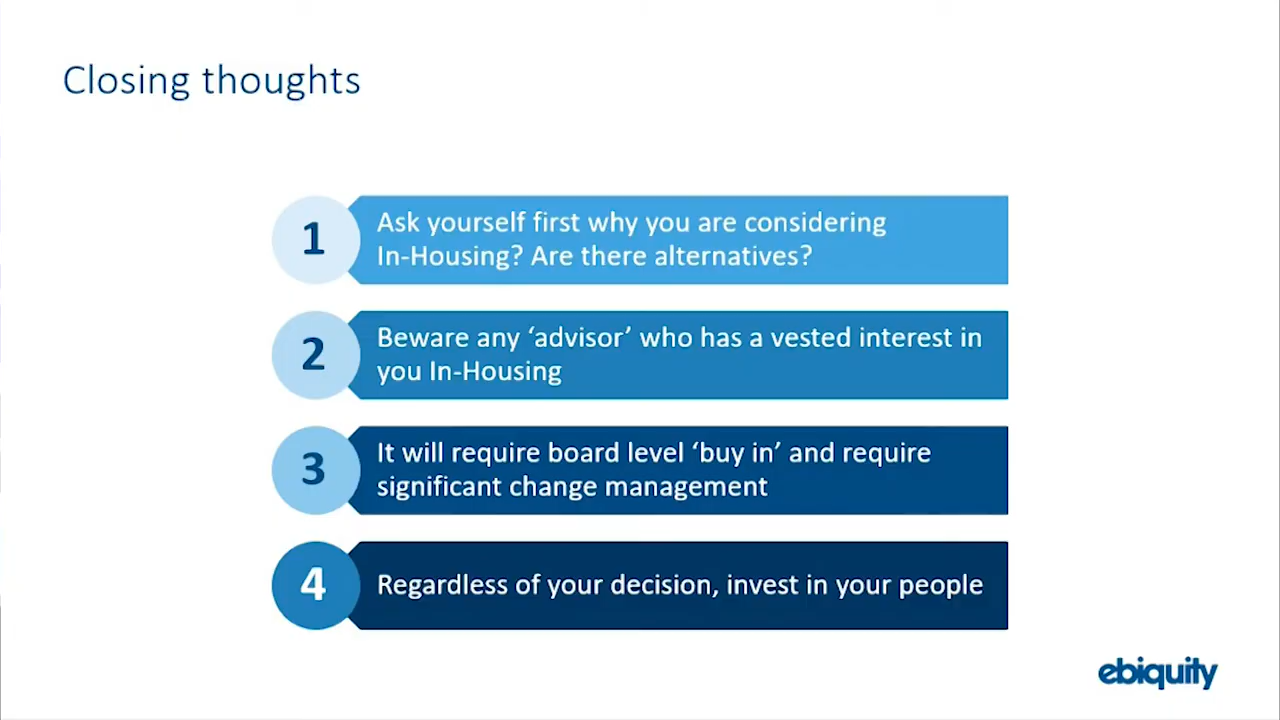 Closing thoughts
1
Ask yourself first why you are considering
In-Housing? Are there alternatives?
2
Beware any ‘advisor’ who has a vested interest in
you In-Housing
3
It will require board level ‘buy in’ and require
significant change management
4
Regardless of your decision, invest in your people
ebiquity